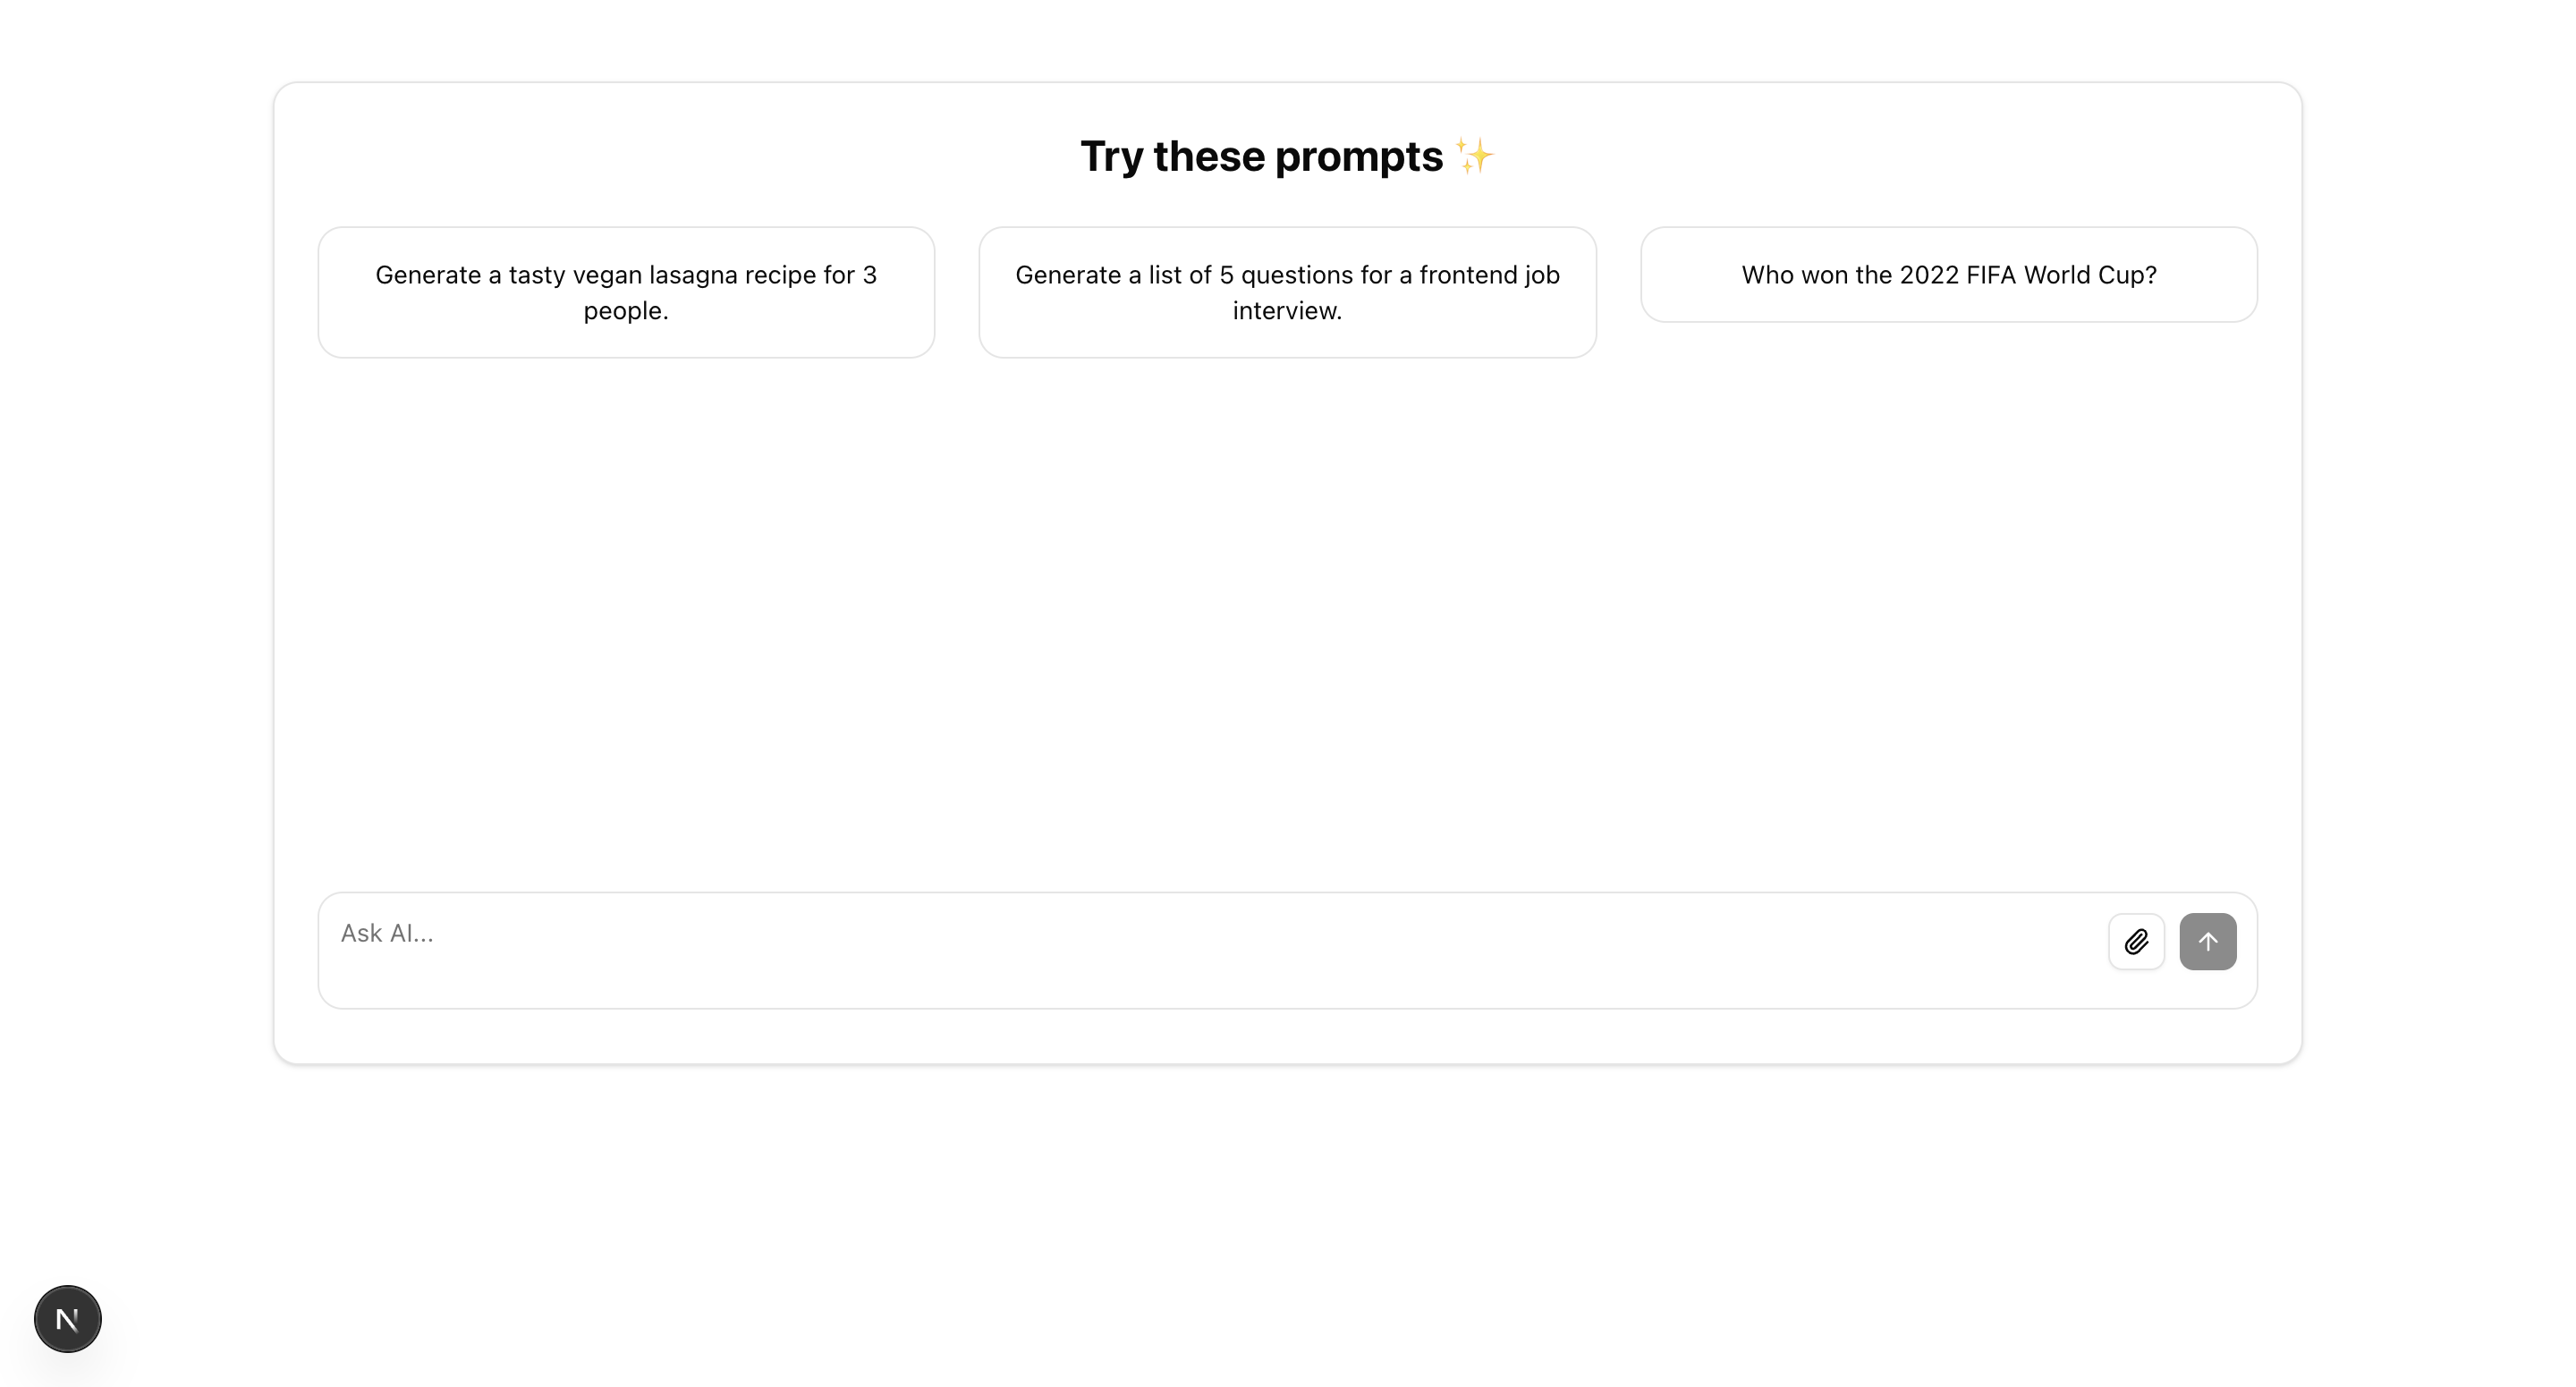 Try these prompts ✨
Generate a tasty vegan lasagna recipe for 3
people.
Generate a list of 5 questions for a frontend job
interview.
Who won the 2022 FIFA World Cup?
Ask AI...
N